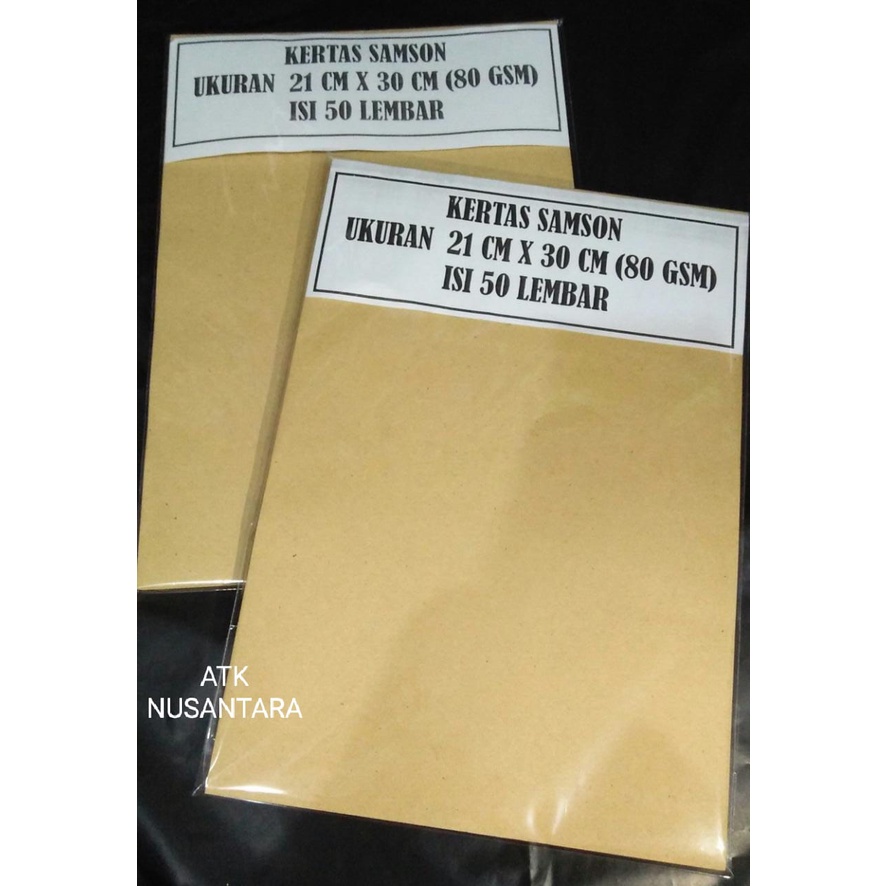 KERTAS SAMSON
UKURAN 21 CM X 30 CM (80 GSM)
ISI 50 LEMBAR
KERTAS SAMSON
UKURAN 21 CM X 30 CM (80 GSM)
ISI 50 LEMBAR
ATK
NUSANTARA